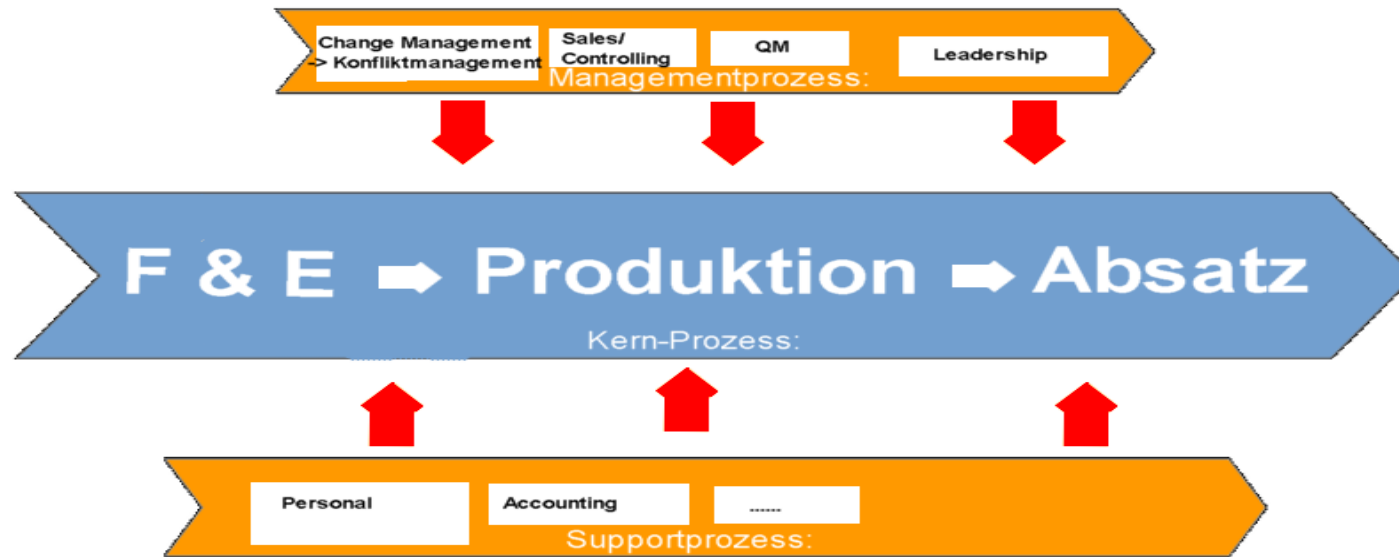 Change Management
-> Konfliktmanagement
Sales/
Controlling
QM
Leadership
Managementprozess:
F & E
Produktion
Absatz
Kern-Prozess:
Personal
Accounting
......
Supportprozess: